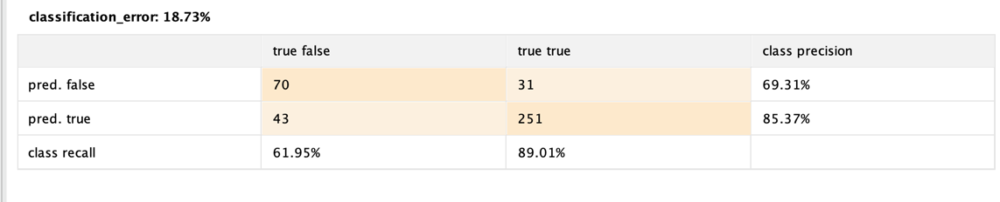 classification_error: 18.73%
true false true true class precision
pred. false 70 31 69.31%
pred. true 43 251 85.37%
class recall 61.95% 89.01%